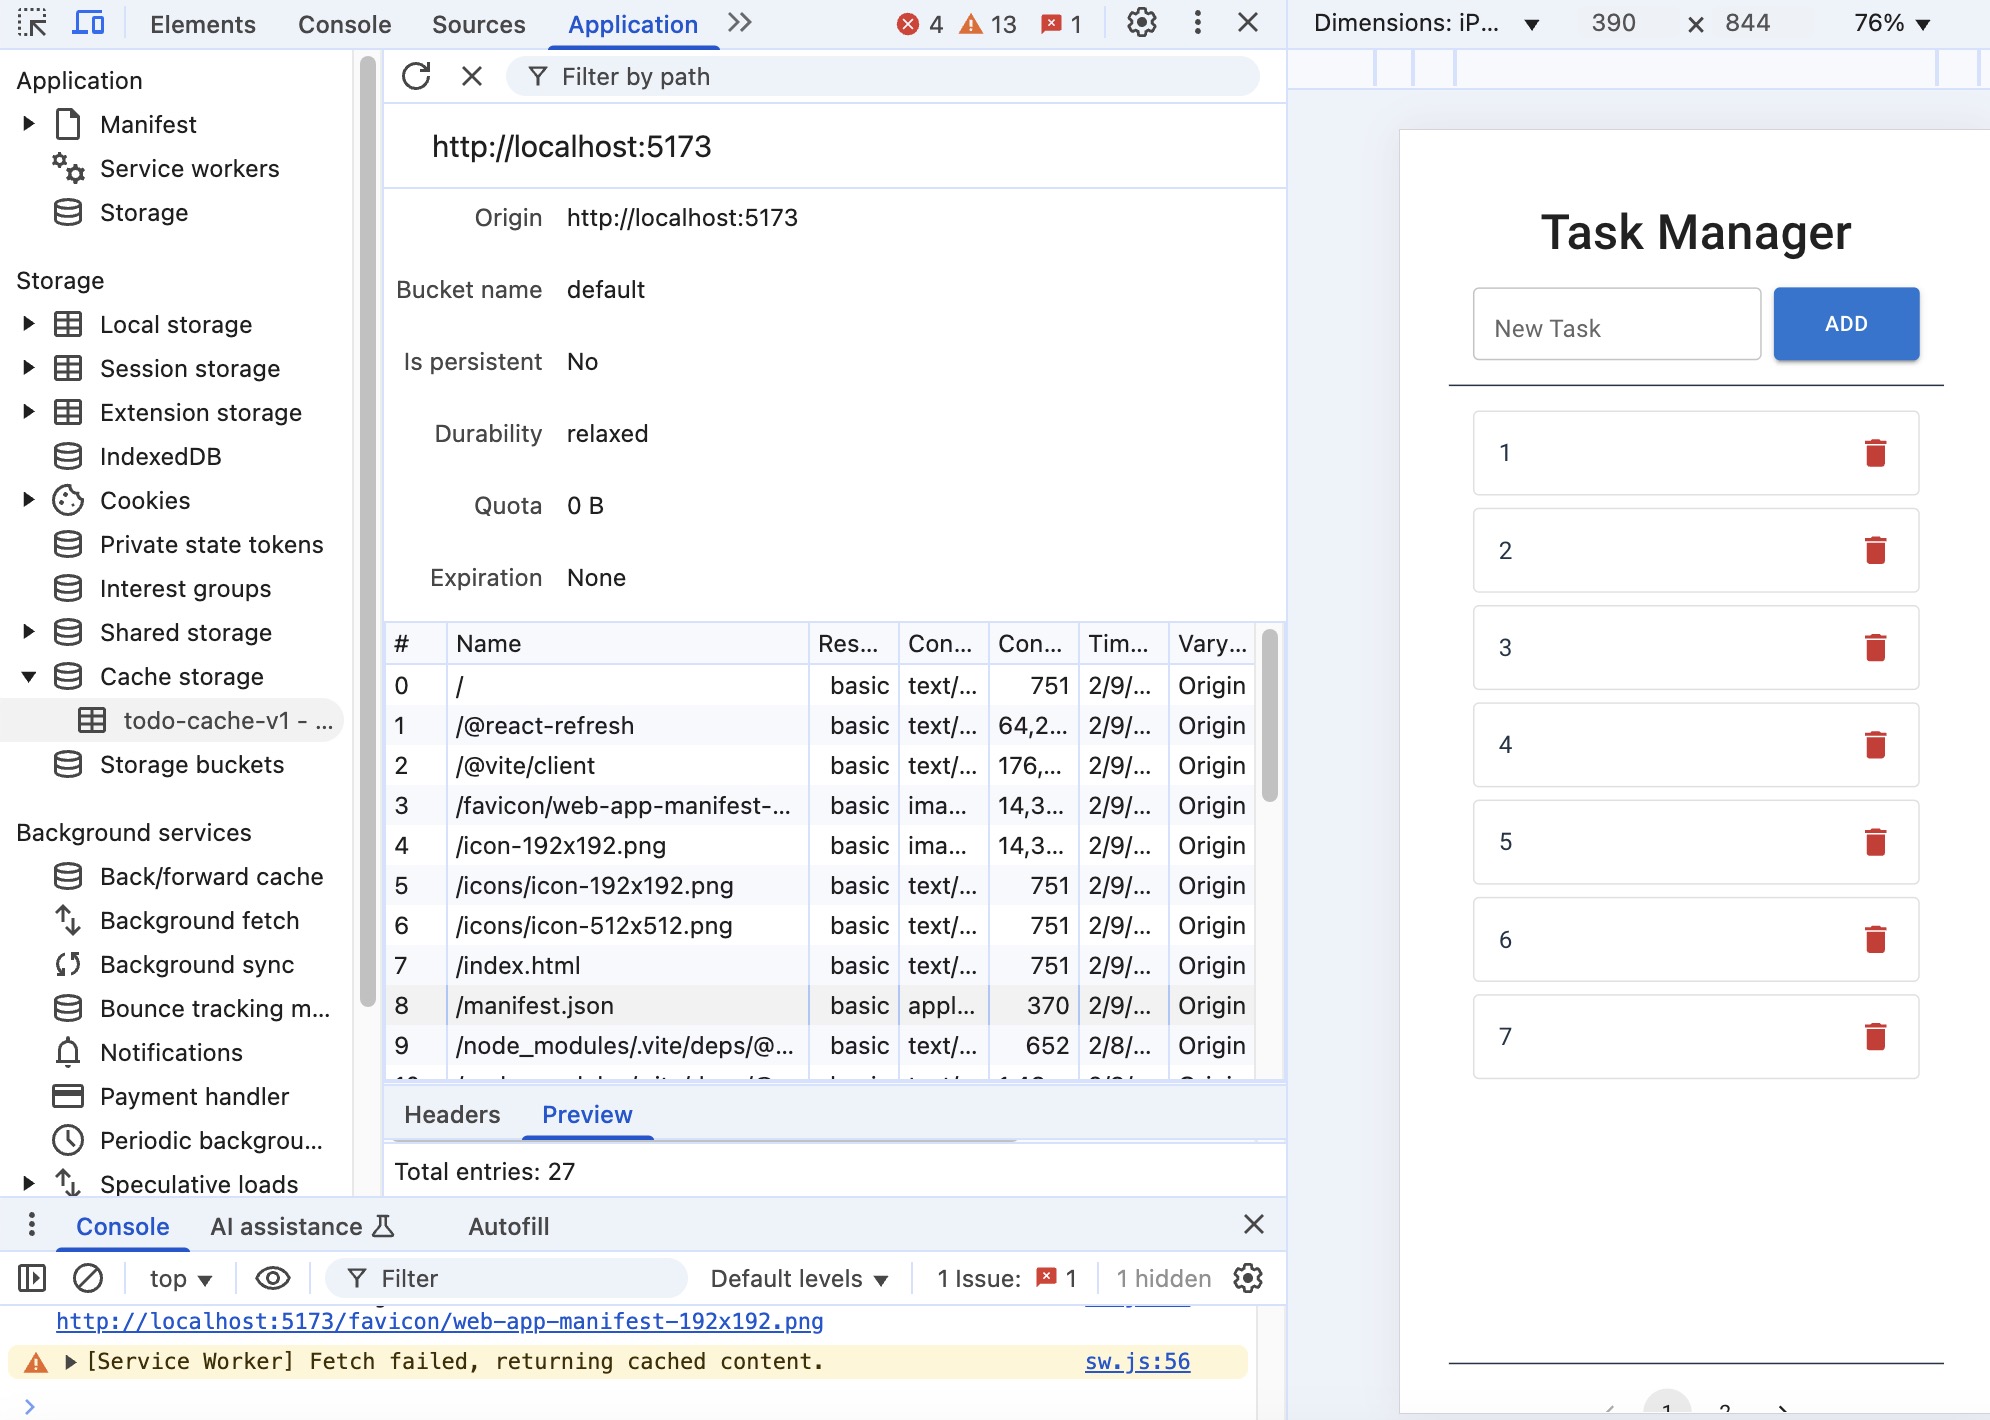 Elements Console Sources Application 4 13 1
Dimensions: iP... 390 × 844 76%
Application
Manifest
Service workers
Storage
Storage
Local storage
Session storage
Extension storage
IndexedDB
Cookies
Private state tokens
Interest groups
Shared storage
Cache storage
todo-cache-v1 - ...
Storage buckets
Background services
Back/forward cache
Background fetch
Background sync
Bounce tracking m...
Notifications
Payment handler
Periodic backgrou...
Speculative loads
Filter by path
http://localhost:5173
Origin http://localhost:5173
Bucket name default
Is persistent No
Durability relaxed
Quota 0 B
Expiration None
# Name Res... Con... Con... Tim... Vary...
0 / basic text/... 751 2/9/... Origin
1 /@react-refresh basic text/... 64,2... 2/9/... Origin
2 /@vite/client basic text/... 176,... 2/9/... Origin
3 /favicon/web-app-manifest-... basic ima... 14,3... 2/9/... Origin
4 /icon-192x192.png basic ima... 14,3... 2/9/... Origin
5 /icons/icon-192x192.png basic text/... 751 2/9/... Origin
6 /icons/icon-512x512.png basic text/... 751 2/9/... Origin
7 /index.html basic text/... 751 2/9/... Origin
8 /manifest.json basic appl... 370 2/9/... Origin
9 /node_modules/.vite/deps/@... basic text/... 652 2/8/... Origin
Headers Preview
Total entries: 27
Console AI assistance Autofill
top Filter Default levels 1 Issue: 1 1 hidden
http://localhost:5173/favicon/web-app-manifest-192x192.png
[Service Worker] Fetch failed, returning cached content. sw.js:56
Task Manager
New Task ADD
1
2
3
4
5
6
7
1 2